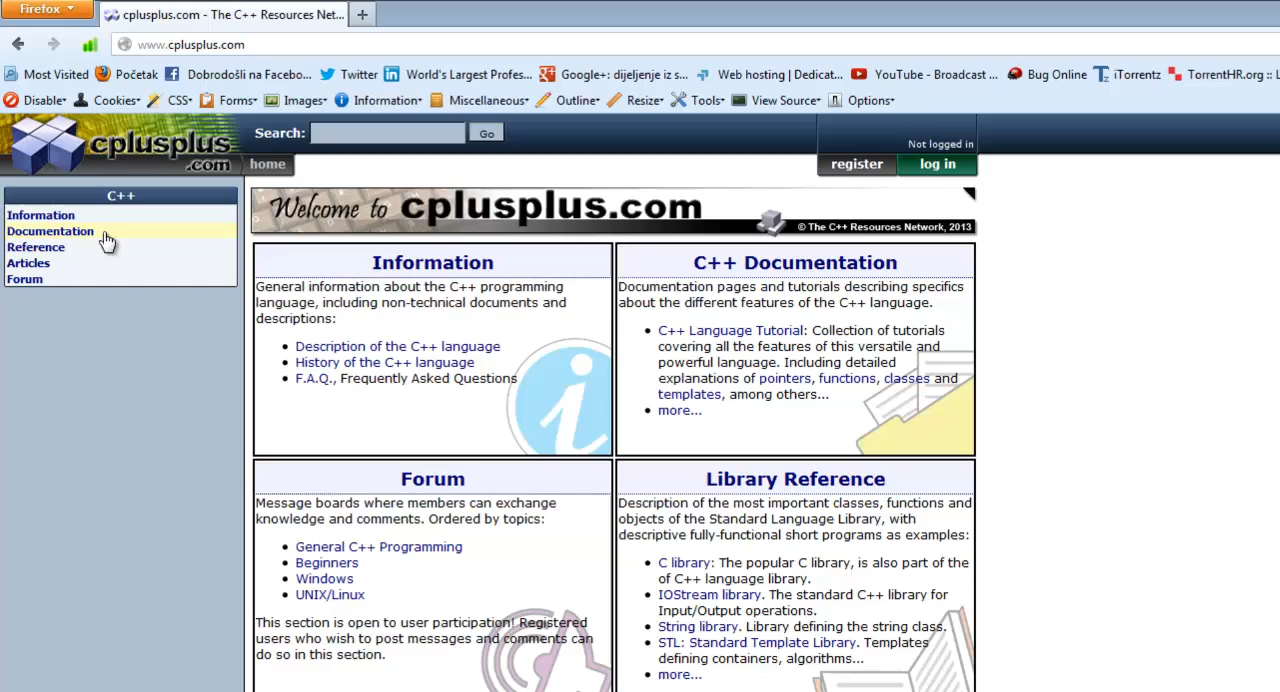 Firefox
cplusplus.com - The C++ Resources Net...
www.cplusplus.com
Most Visited Početak Dobrodošli na Facebo... Twitter World's Largest Profes... Google+: dijeljenje iz s... Web hosting | Dedicat... YouTube - Broadcast ... Bug Online iTorrentz TorrentHR.org :: L
Disable Cookies CSS Forms Images Information Miscellaneous Outline Resize Tools View Source Options
cplusplus
.com
Search: Go
Not logged in
home
register log in
C++
Information
Documentation
Reference
Articles
Forum
Welcome to cplusplus.com
© The C++ Resources Network, 2013
Information
General information about the C++ programming
language, including non-technical documents and
descriptions:
Description of the C++ language
History of the C++ language
F.A.Q., Frequently Asked Questions
C++ Documentation
Documentation pages and tutorials describing specifics
about the different features of the C++ language.
C++ Language Tutorial: Collection of tutorials
covering all the features of this versatile and
powerful language. Including detailed
explanations of pointers, functions, classes and
templates, among others...
more...
Forum
Message boards where members can exchange
knowledge and comments. Ordered by topics:
General C++ Programming
Beginners
Windows
UNIX/Linux
This section is open to user participation! Registered
users who wish to post messages and comments can
do so in this section.
Library Reference
Description of the most important classes, functions and
objects of the Standard Language Library, with
descriptive fully-functional short programs as examples:
C library: The popular C library, is also part of the
of C++ language library.
IOStream library. The standard C++ library for
Input/Output operations.
String library. Library defining the string class.
STL: Standard Template Library. Templates
defining containers, algorithms...
more...